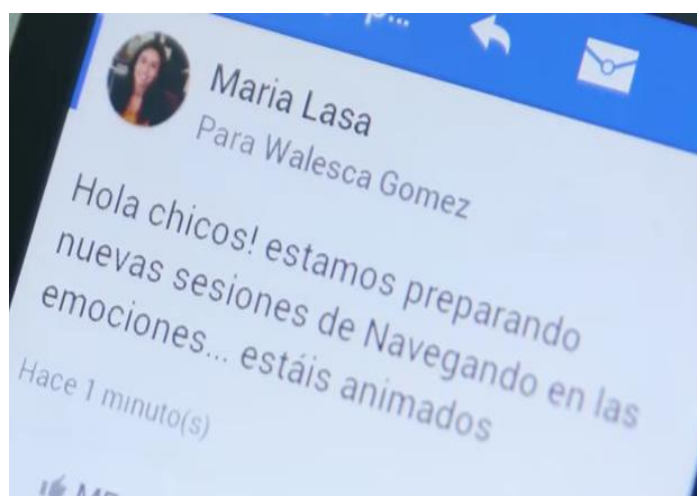 Maria Lasa
Para Walesca Gomez
Hola chicos! estamos preparando
nuevas sesiones de Navegando en las
emociones... estáis animados
Hace 1 minuto(s)